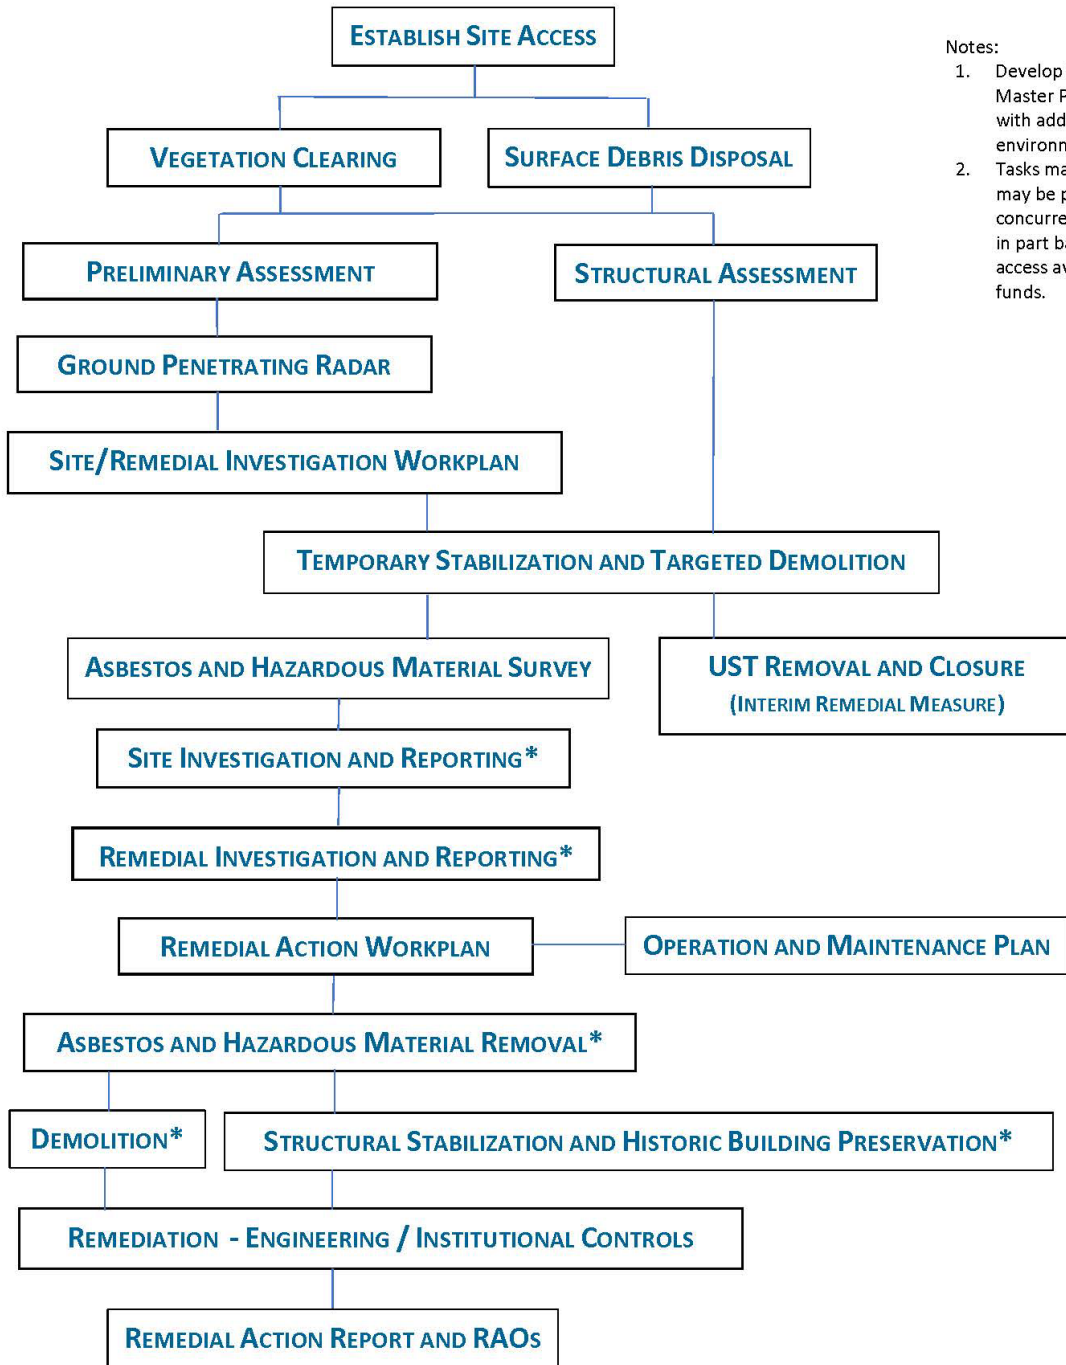 ESTABLISH SITE ACCESS
VEGETATION CLEARING
SURFACE DEBRIS DISPOSAL
PRELIMINARY ASSESSMENT
STRUCTURAL ASSESSMENT
GROUND PENETRATING RADAR
SITE/REMEDIAL INVESTIGATION WORKPLAN
TEMPORARY STABILIZATION AND TARGETED DEMOLITION
ASBESTOS AND HAZARDOUS MATERIAL SURVEY
UST REMOVAL AND CLOSURE
(INTERIM REMEDIAL MEASURE)
SITE INVESTIGATION AND REPORTING*
REMEDIAL INVESTIGATION AND REPORTING*
REMEDIAL ACTION WORKPLAN
OPERATION AND MAINTENANCE PLAN
ASBESTOS AND HAZARDOUS MATERIAL REMOVAL*
DEMOLITION*
STRUCTURAL STABILIZATION AND HISTORIC BUILDING PRESERVATION*
REMEDIATION - ENGINEERING / INSTITUTIONAL CONTROLS
REMEDIAL ACTION REPORT AND RAOS
Notes:
1. Develop
Master
with
2. Tasks
may be
in part
access
funds.